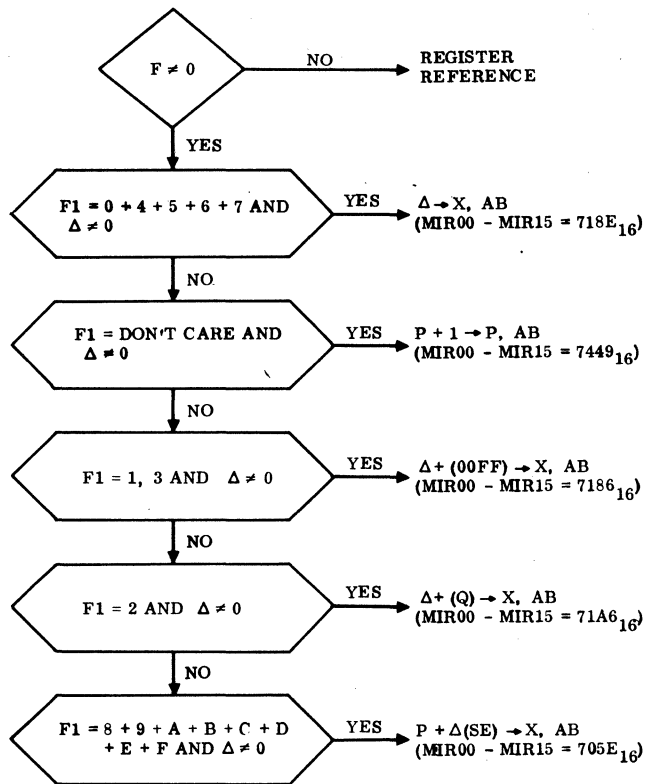 F ≠ 0
NO
REGISTER
REFERENCE
YES
F1 = 0 + 4 + 5 + 6 + 7 AND
Δ ≠ 0
YES
Δ → X, AB
(MIR00 - MIR15 = 718E₁₆)
NO
F1 = DON'T CARE AND
Δ ≠ 0
YES
P + 1 → P, AB
(MIR00 - MIR15 = 7449₁₆)
NO
F1 = 1, 3 AND Δ ≠ 0
YES
Δ + (00FF) → X, AB
(MIR00 - MIR15 = 7186₁₆)
NO
F1 = 2 AND Δ ≠ 0
YES
Δ + (Q) → X, AB
(MIR00 - MIR15 = 71A6₁₆)
NO
F1 = 8 + 9 + A + B + C + D
+ E + F AND Δ ≠ 0
YES
P + Δ(SE) → X, AB
(MIR00 - MIR15 = 705E₁₆)